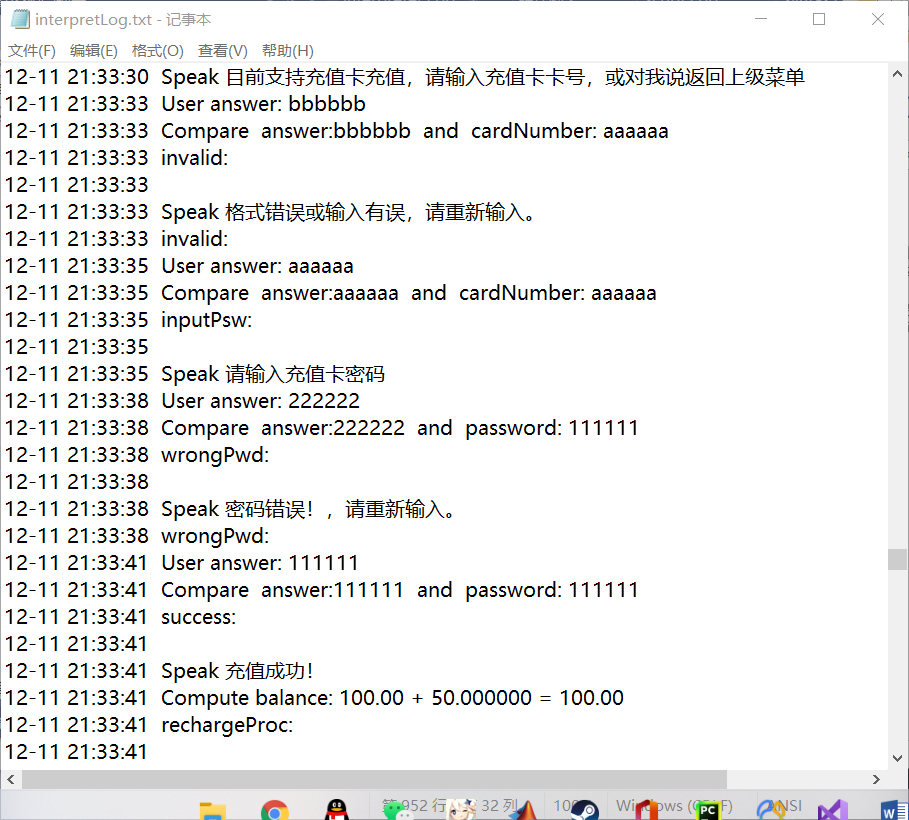 interpretLog.txt - 记事本
文件(F) 编辑(E) 格式(O) 查看(V) 帮助(H)
12-11 21:33:30 Speak 目前支持充值卡充值，请输入充值卡卡号，或对我说返回上级菜单
12-11 21:33:33 User answer: bbbbbb
12-11 21:33:33 Compare answer:bbbbbb and cardNumber: aaaaaa
12-11 21:33:33 invalid:
12-11 21:33:33
12-11 21:33:33 Speak 格式错误或输入有误，请重新输入。
12-11 21:33:33 invalid:
12-11 21:33:35 User answer: aaaaaa
12-11 21:33:35 Compare answer:aaaaaa and cardNumber: aaaaaa
12-11 21:33:35 inputPsw:
12-11 21:33:35
12-11 21:33:35 Speak 请输入充值卡密码
12-11 21:33:38 User answer: 222222
12-11 21:33:38 Compare answer:222222 and password: 111111
12-11 21:33:38 wrongPwd:
12-11 21:33:38
12-11 21:33:38 Speak 密码错误！，请重新输入。
12-11 21:33:38 wrongPwd:
12-11 21:33:41 User answer: 111111
12-11 21:33:41 Compare answer:111111 and password: 111111
12-11 21:33:41 success:
12-11 21:33:41
12-11 21:33:41 Speak 充值成功！
12-11 21:33:41 Compute balance: 100.00 + 50.000000 = 100.00
12-11 21:33:41 rechargeProc:
12-11 21:33:41
第 952 行 32 列 PC W